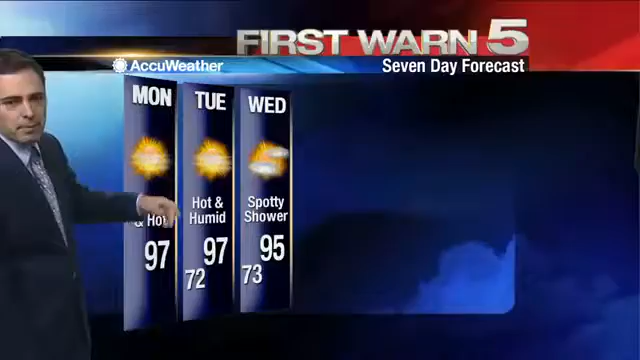 FIRST WARN 5
AccuWeather
Seven Day Forecast
MON
TUE
WED
& Hot
Hot &
Humid
Spotty
Shower
97
97
72
95
73